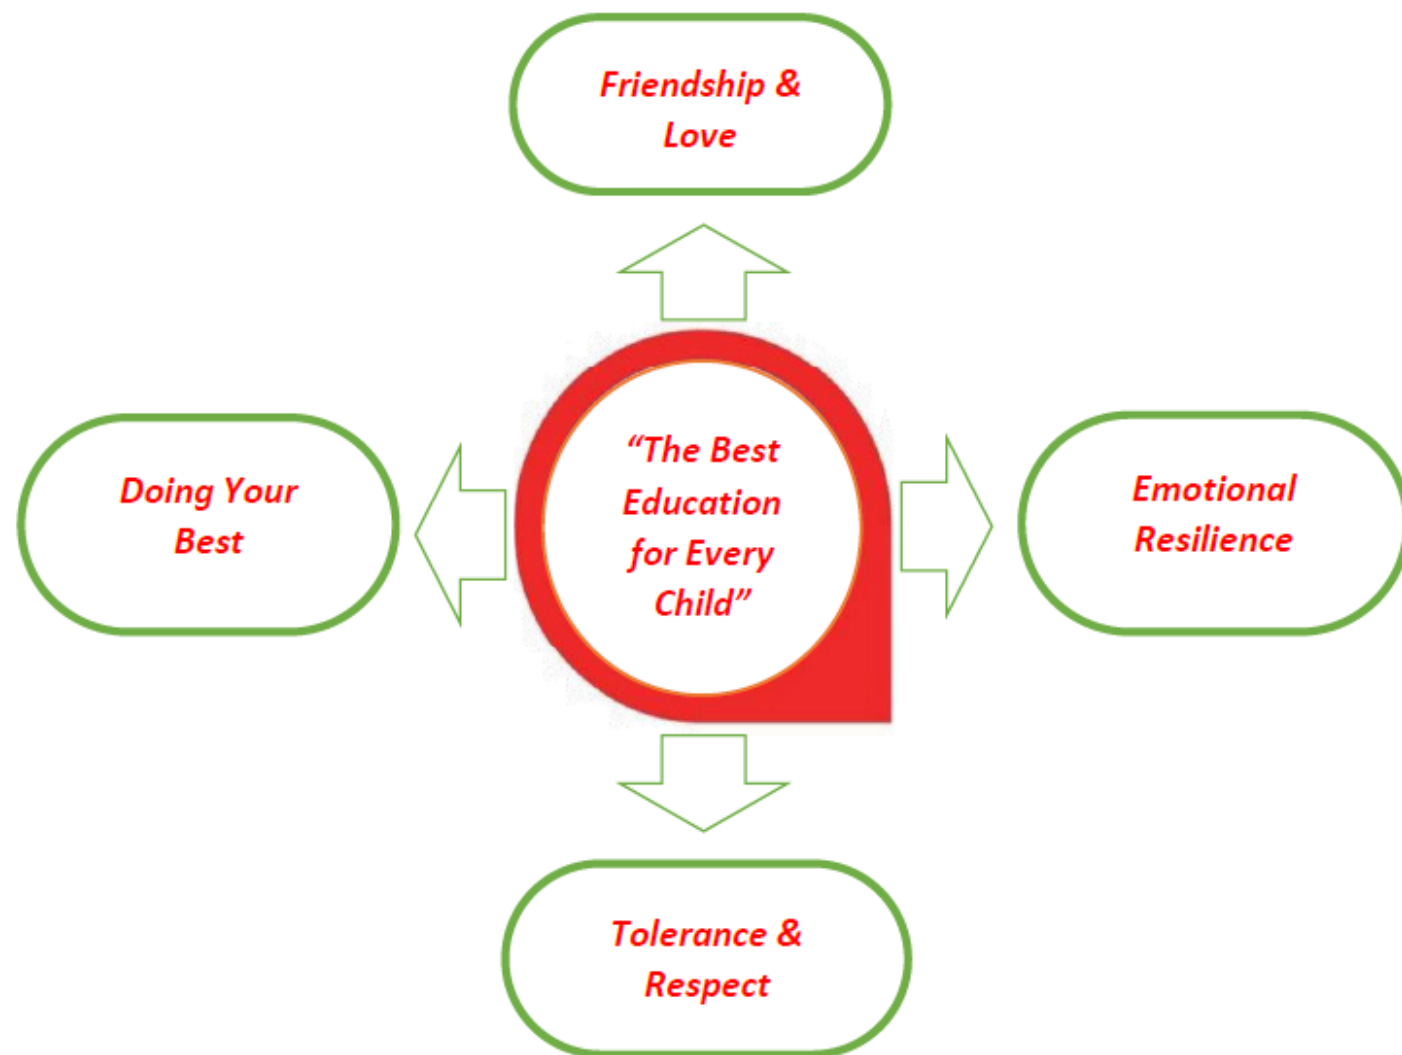 Friendship &
Love
Doing Your
Best
“The Best
Education
for Every
Child”
Emotional
Resilience
Tolerance &
Respect